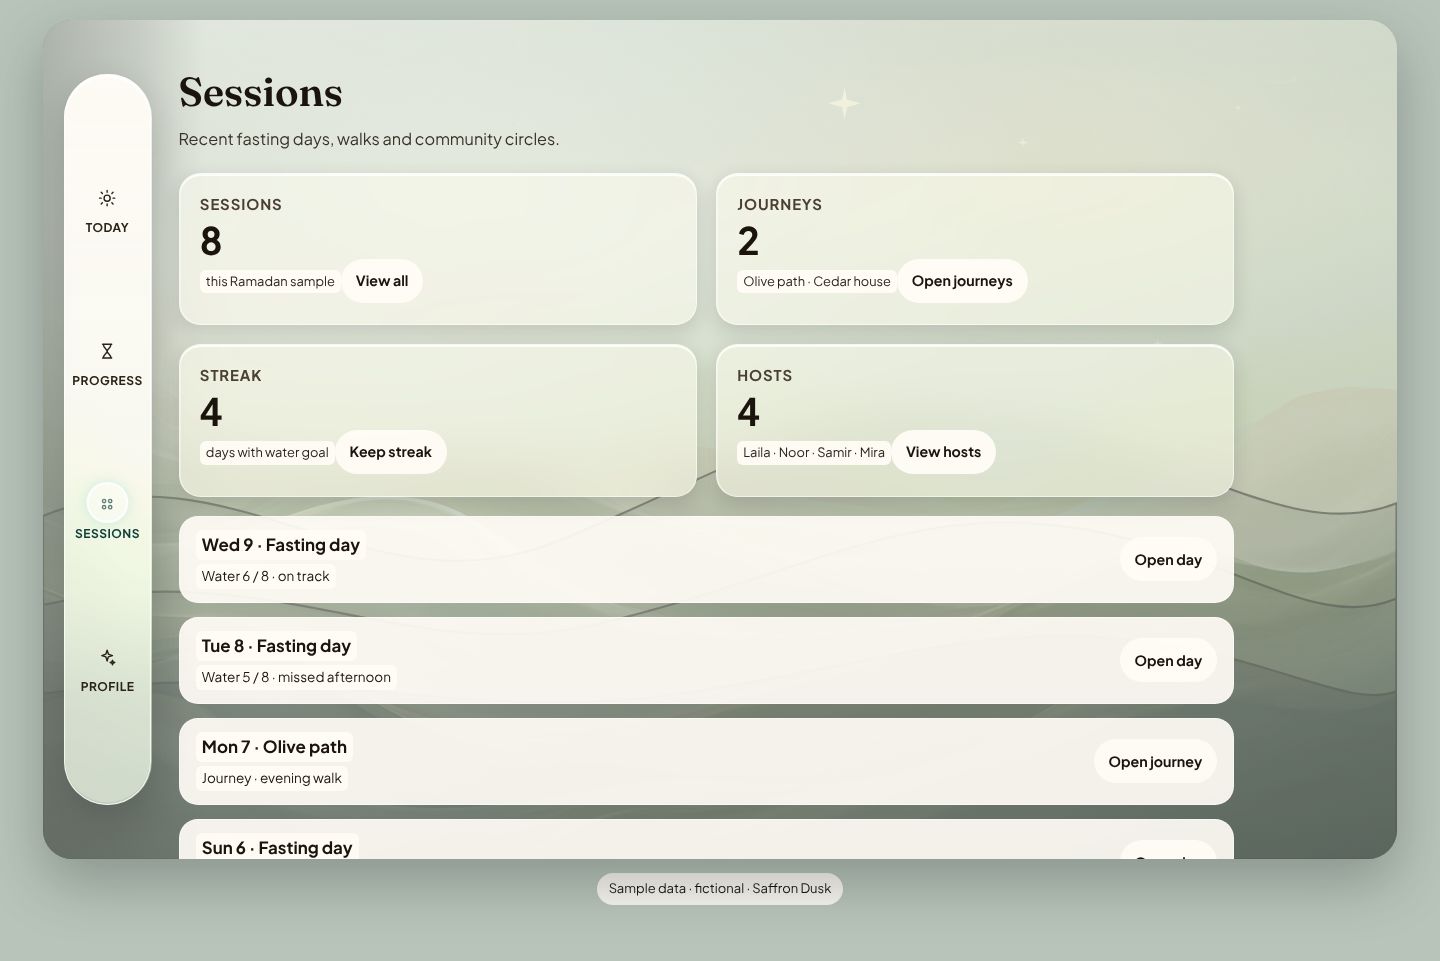 Sessions
Recent fasting days, walks and community circles.
TODAY
PROGRESS
SESSIONS
PROFILE
SESSIONS
8
this Ramadan sample View all
JOURNEYS
2
Olive path · Cedar house Open journeys
STREAK
4
days with water goal Keep streak
HOSTS
4
Laila · Noor · Samir · Mira View hosts
Wed 9 · Fasting day
Water 6 / 8 · on track
Open day
Tue 8 · Fasting day
Water 5 / 8 · missed afternoon
Open day
Mon 7 · Olive path
Journey · evening walk
Open journey
Sun 6 · Fasting day
Sample data · fictional · Saffron Dusk